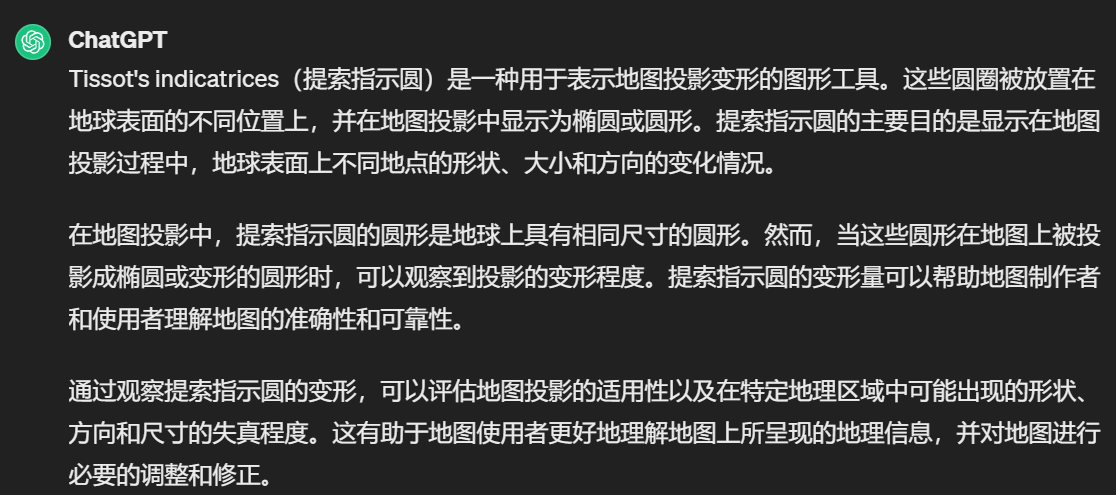 ChatGPT
Tissot's indicatrices（提索指示圆）是一种用于表示地图投影变形的图形工具。这些圆圈被放置在
地球表面的不同位置上，并在地图投影中显示为椭圆或圆形。提索指示圆的主要目的是显示在地图
投影过程中，地球表面上不同地点的形状、大小和方向的变化情况。
在地图投影中，提索指示圆的圆形是地球上具有相同尺寸的圆形。然而，当这些圆形在地图上被投
影成椭圆或变形的圆形时，可以观察到投影的变形程度。提索指示圆的变形量可以帮助地图制作者
和使用者理解地图的准确性和可靠性。
通过观察提索指示圆的变形，可以评估地图投影的适用性以及在特定地理区域中可能出现的形状、
方向和尺寸的失真程度。这有助于地图使用者更好地理解地图上所呈现的地理信息，并对地图进行
必要的调整和修正。